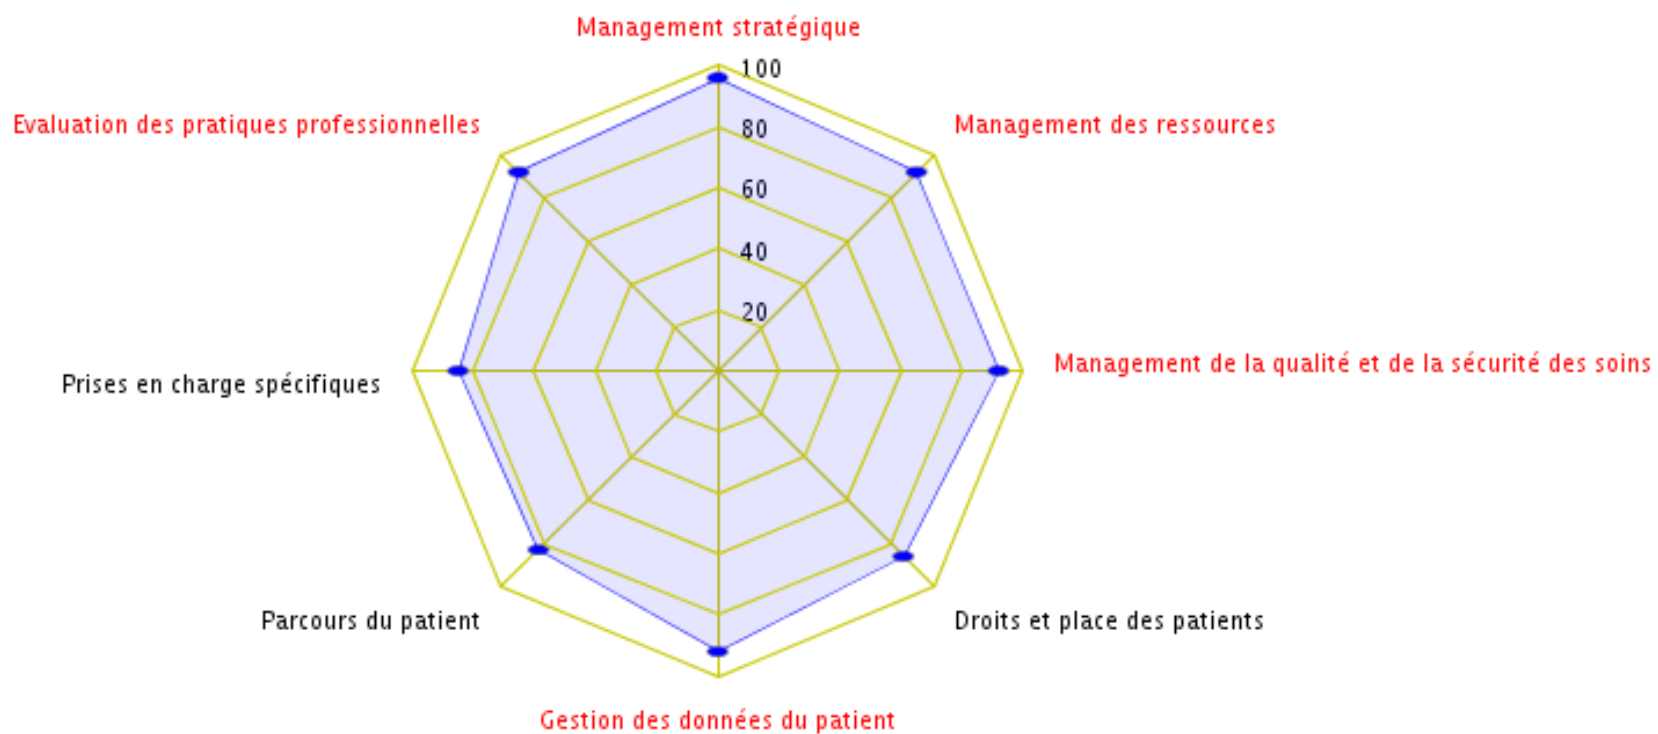 Management stratégique
100
Evaluation des pratiques professionnelles
Management des ressources
80
60
40
20
Management de la qualité et de la sécurité des soins
Prises en charge spécifiques
Parcours du patient
Droits et place des patients
Gestion des données du patient